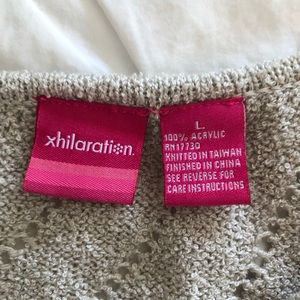 xhilaration.
L.
100% ACRYLIC
RN17730
KNITTED IN TAIWAN
FINISHED IN CHINA
SEE REVERSE FOR
CARE INSTRUCTIONS